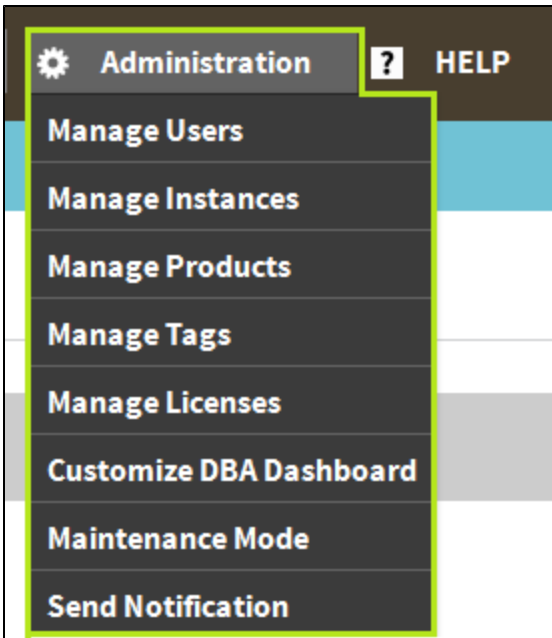 Administration ? HELP
Manage Users
Manage Instances
Manage Products
Manage Tags
Manage Licenses
Customize DBA Dashboard
Maintenance Mode
Send Notification